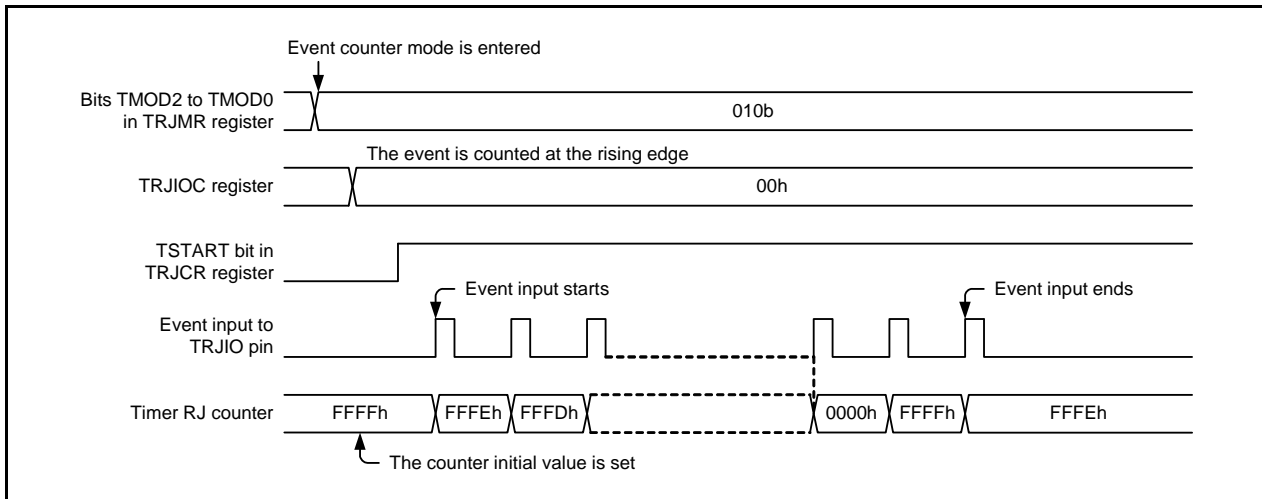 Event counter mode is entered
Bits TMOD2 to TMOD0
in TRJMR register
010b
The event is counted at the rising edge
TRJIOC register
00h
TSTART bit in
TRJCR register
Event input starts
Event input ends
Event input to
TRJIO pin
Timer RJ counter
FFFFh
FFFEh
FFFDh
0000h
FFFFh
FFFEh
The counter initial value is set